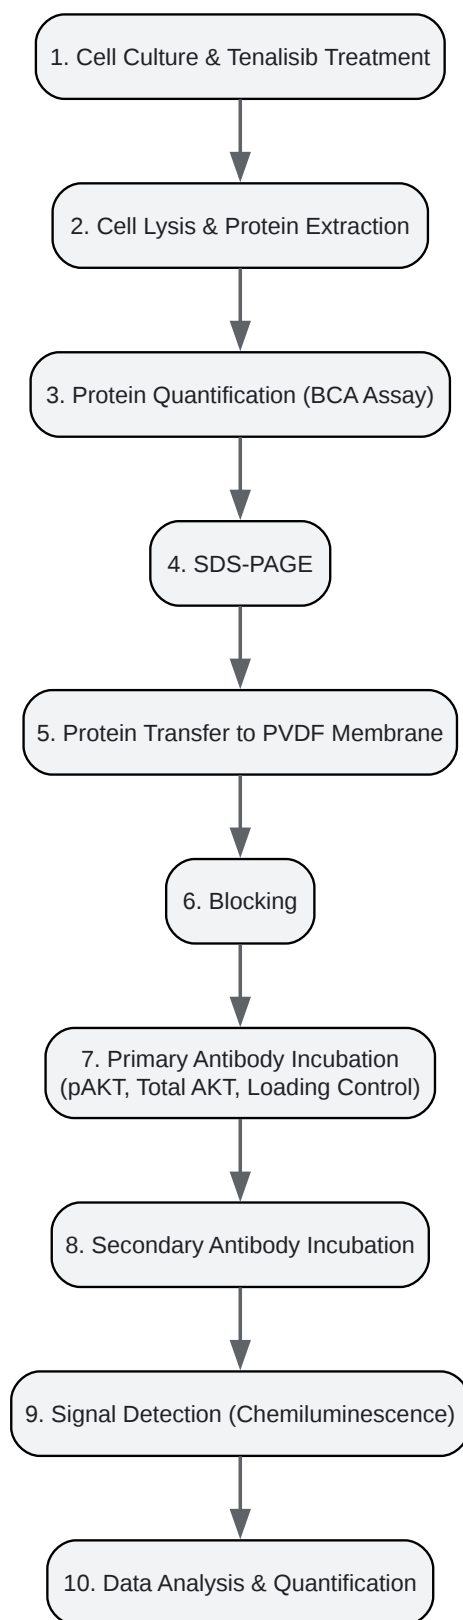 1. Cell Culture & Tenalisib Treatment
2. Cell Lysis & Protein Extraction
3. Protein Quantification (BCA Assay)
4. SDS-PAGE
5. Protein Transfer to PVDF Membrane
6. Blocking
7. Primary Antibody Incubation
(pAKT, Total AKT, Loading Control)
8. Secondary Antibody Incubation
9. Signal Detection (Chemiluminescence)
10. Data Analysis & Quantification